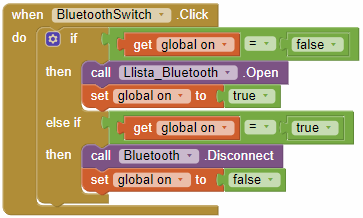 when BluetoothSwitch .Click
do if get global on = false
then call Llista_Bluetooth .Open
set global on to true
else if get global on = true
then call Bluetooth .Disconnect
set global on to false